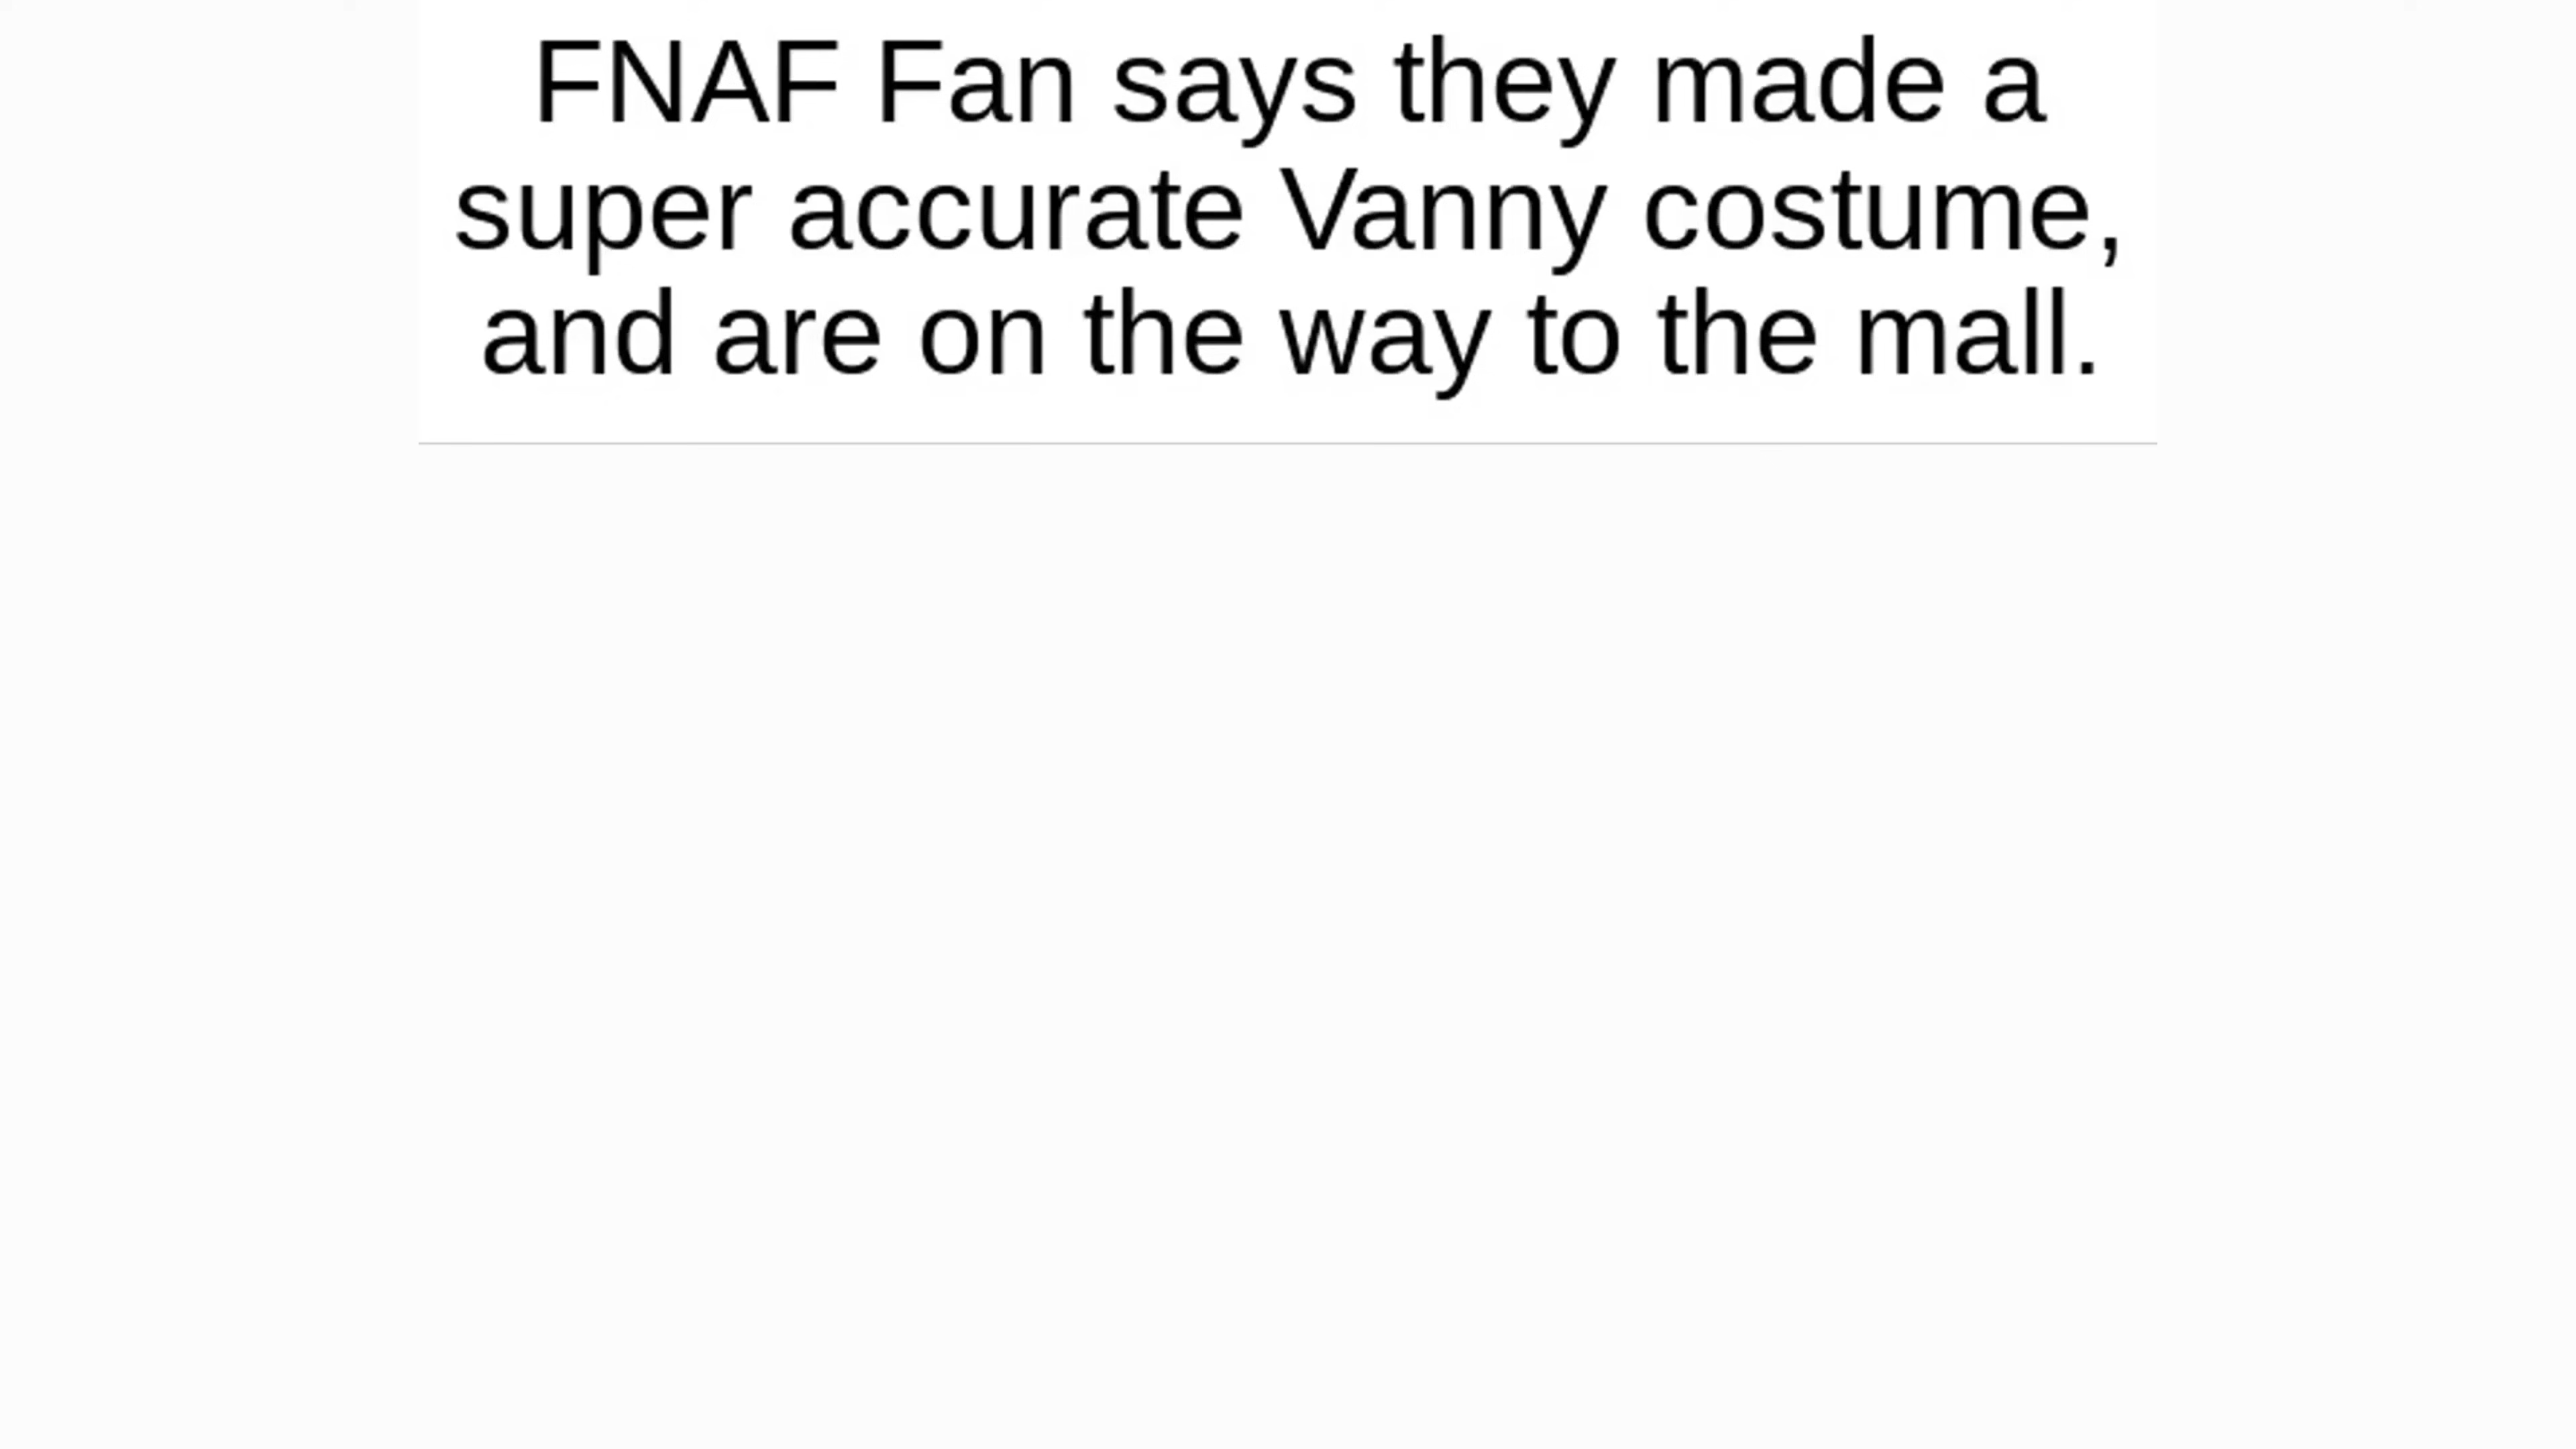 FNAF Fan says they made a
super accurate Vanny costume,
and are on the way to the mall.